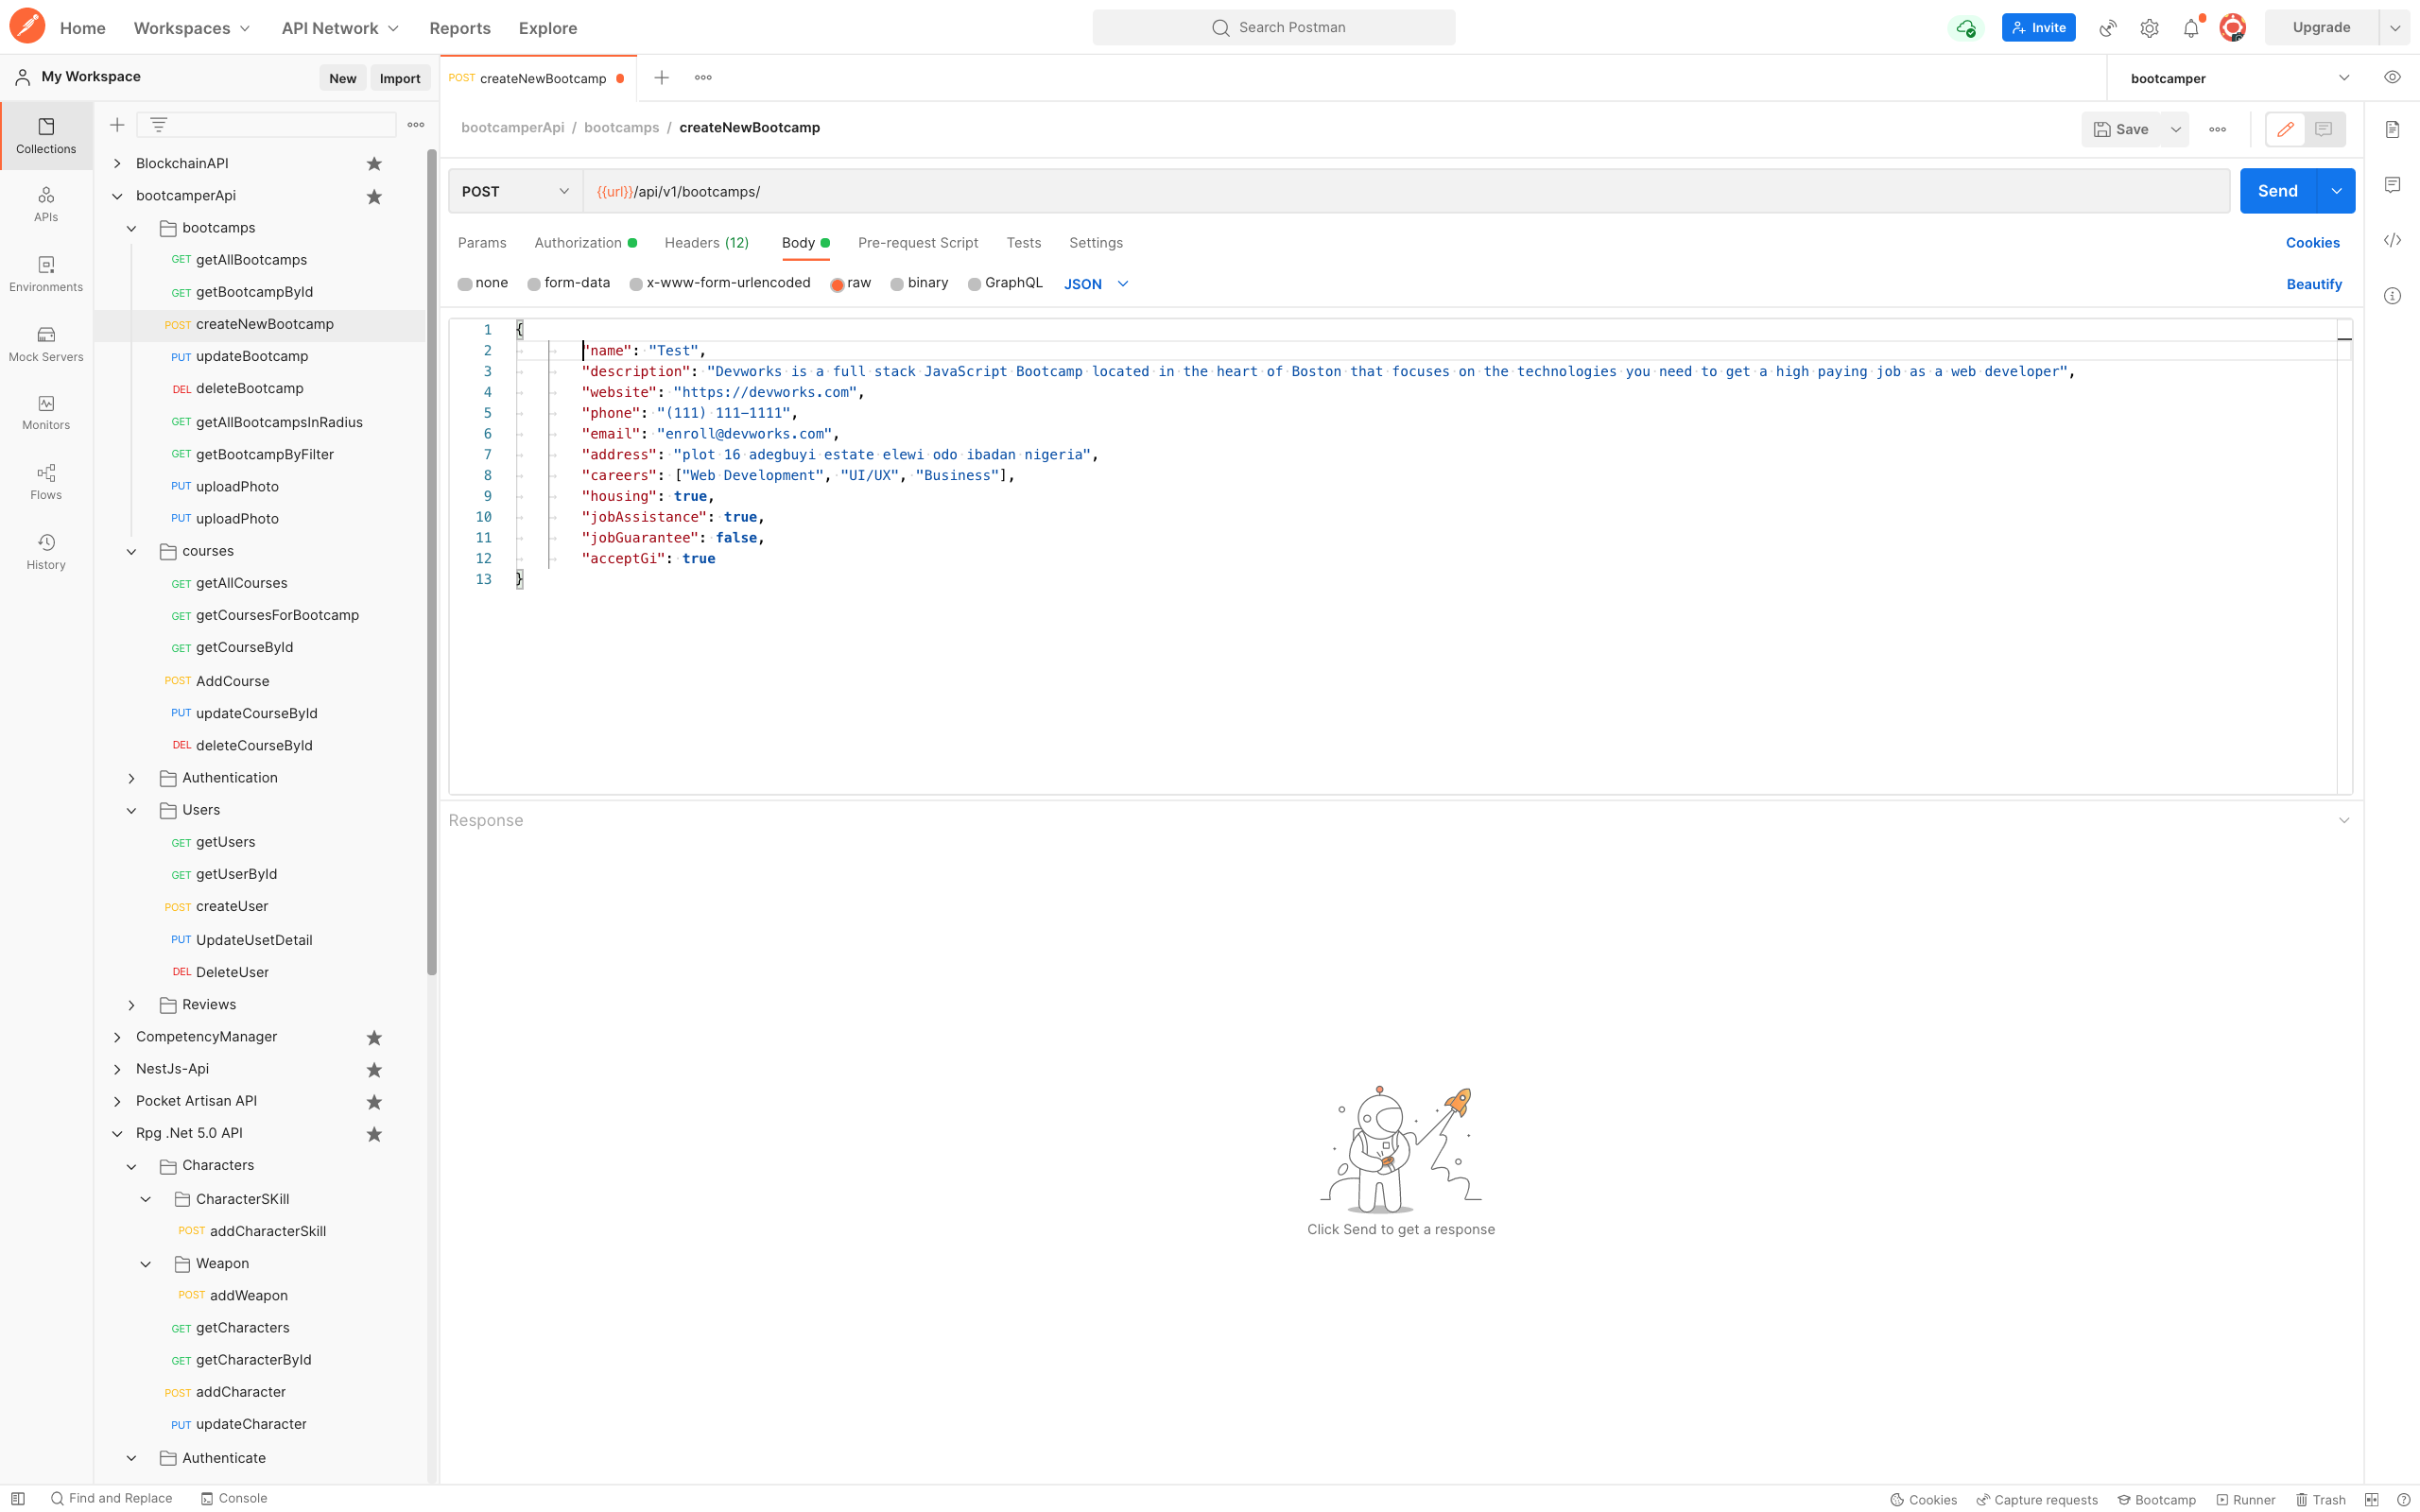 Home Workspaces API Network Reports Explore Search Postman Invite Upgrade
My Workspace New Import POST createNewBootcamp bootcamper
Collections
APIs
Environments
Mock Servers
Monitors
Flows
History
BlockchainAPI
bootcamperApi
bootcamps
GET getAllBootcamps
GET getBootcampById
POST createNewBootcamp
PUT updateBootcamp
DEL deleteBootcamp
GET getAllBootcampsInRadius
GET getBootcampByFilter
PUT uploadPhoto
PUT uploadPhoto
courses
GET getAllCourses
GET getCoursesForBootcamp
GET getCourseById
POST AddCourse
PUT updateCourseById
DEL deleteCourseById
Authentication
Users
GET getUsers
GET getUserById
POST createUser
PUT UpdateUsetDetail
DEL DeleteUser
Reviews
CompetencyManager
NestJs-Api
Pocket Artisan API
Rpg .Net 5.0 API
Characters
CharacterSKill
POST addCharacterSkill
Weapon
POST addWeapon
GET getCharacters
GET getCharacterById
POST addCharacter
PUT updateCharacter
Authenticate
bootcamperApi / bootcamps / createNewBootcamp Save
POST {{url}}/api/v1/bootcamps/ Send
Params Authorization Headers (12) Body Pre-request Script Tests Settings Cookies
none form-data x-www-form-urlencoded raw binary GraphQL JSON Beautify
1 {
2 "name": "Test",
3 "description": "Devworks is a full stack JavaScript Bootcamp located in the heart of Boston that focuses on the technologies you need to get a high paying job as a web developer",
4 "website": "https://devworks.com",
5 "phone": "(111) 111-1111",
6 "email": "enroll@devworks.com",
7 "address": "plot 16 adegbuyi estate elewi odo ibadan nigeria",
8 "careers": ["Web Development", "UI/UX", "Business"],
9 "housing": true,
10 "jobAssistance": true,
11 "jobGuarantee": false,
12 "acceptGi": true
13 }
Response
Click Send to get a response
Find and Replace Console Cookies Capture requests Bootcamp Runner Trash